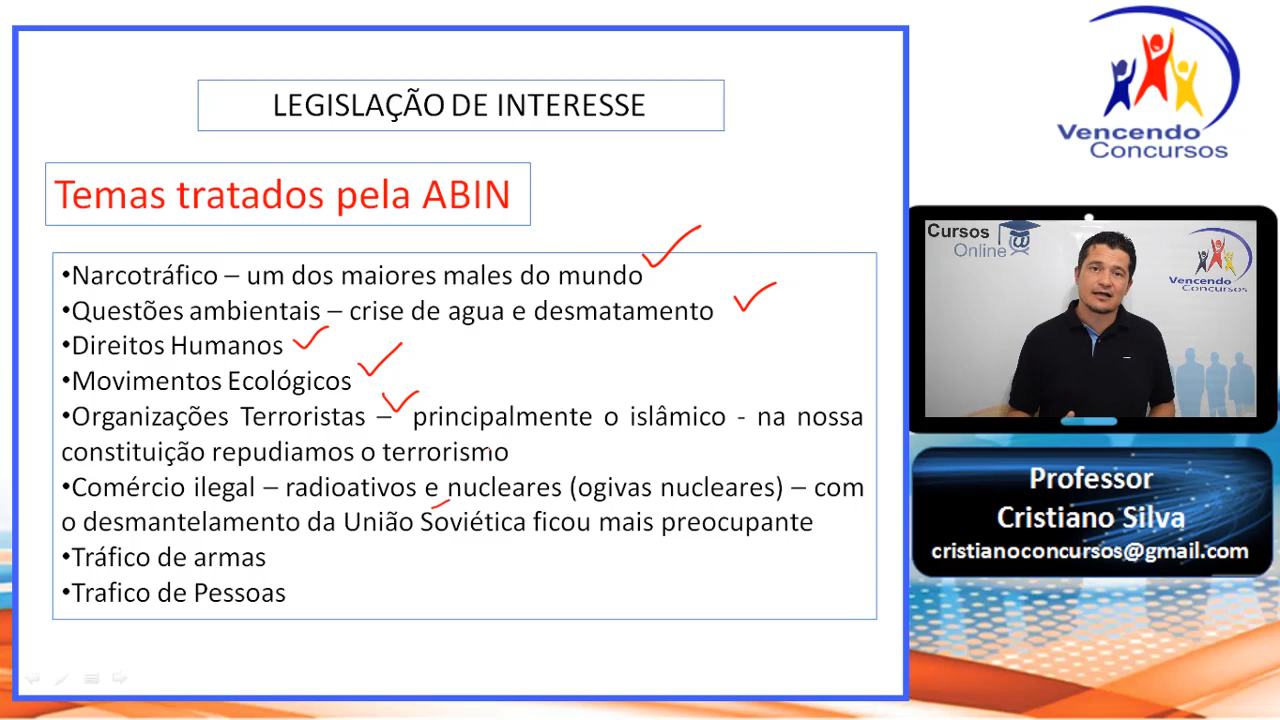 LEGISLAÇÃO DE INTERESSE
Temas tratados pela ABIN
•Narcotráfico – um dos maiores males do mundo
•Questões ambientais – crise de agua e desmatamento
•Direitos Humanos
•Movimentos Ecológicos
•Organizações Terroristas – principalmente o islâmico - na nossa
constituição repudiamos o terrorismo
•Comércio ilegal – radioativos e nucleares (ogivas nucleares) – com
o desmantelamento da União Soviética ficou mais preocupante
•Tráfico de armas
•Trafico de Pessoas
Vencendo
Concursos
Cursos
Online
Vencendo
Concursos
Professor
Cristiano Silva
cristianoconcursos@gmail.com